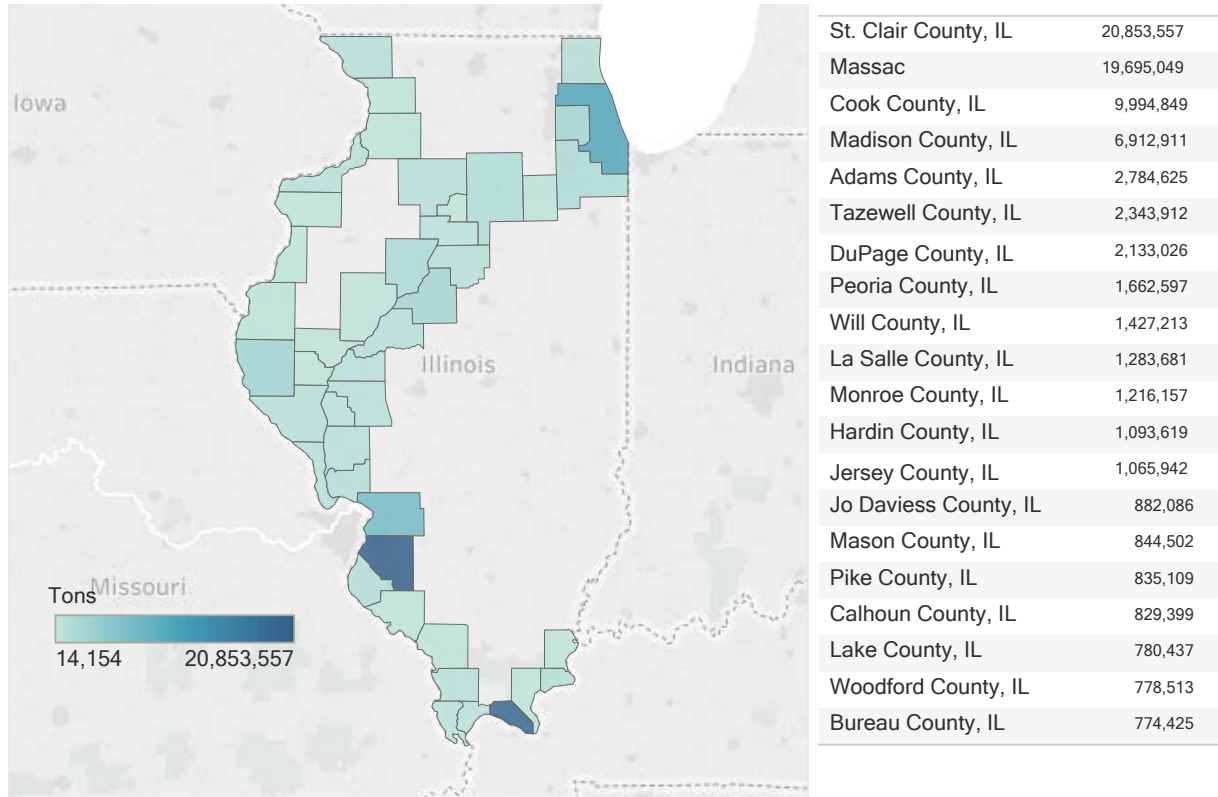 Iowa
Illinois
Indiana
Missouri
Tons
14,154 20,853,557
St. Clair County, IL 20,853,557
Massac 19,695,049
Cook County, IL 9,994,849
Madison County, IL 6,912,911
Adams County, IL 2,784,625
Tazewell County, IL 2,343,912
DuPage County, IL 2,133,026
Peoria County, IL 1,662,597
Will County, IL 1,427,213
La Salle County, IL 1,283,681
Monroe County, IL 1,216,157
Hardin County, IL 1,093,619
Jersey County, IL 1,065,942
Jo Daviess County, IL 882,086
Mason County, IL 844,502
Pike County, IL 835,109
Calhoun County, IL 829,399
Lake County, IL 780,437
Woodford County, IL 778,513
Bureau County, IL 774,425